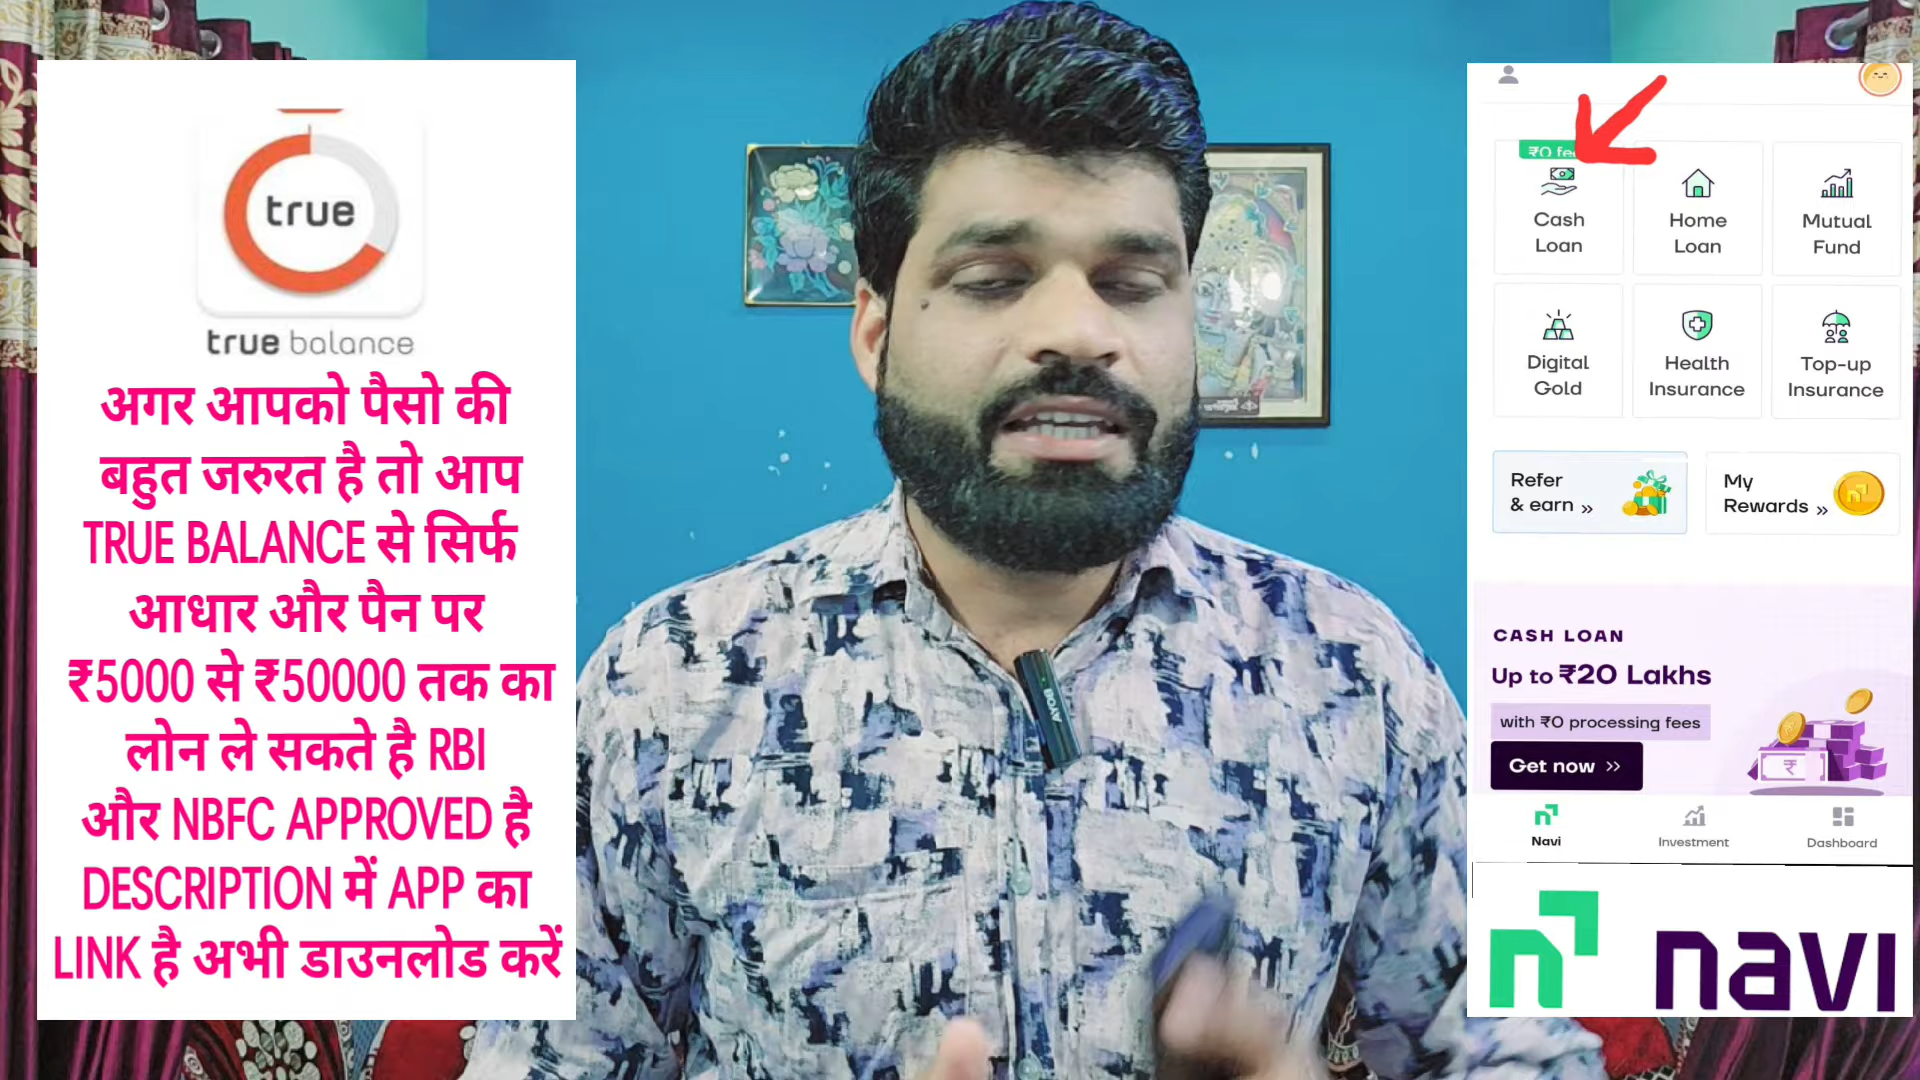 true
true balance
अगर आपको पैसो की
बहुत जरुरत है तो आप
TRUE BALANCE से सिर्फ
आधार और पैन पर
₹5000 से ₹50000 तक का
लोन ले सकते है RBI
और NBFC APPROVED है
DESCRIPTION में APP का
LINK है अभी डाउनलोड करें
AYOB
₹0
Cash
Loan
Home
Loan
Mutual
Fund
Digital
Gold
Health
Insurance
Top-up
Insurance
Refer
& earn »
My
Rewards »
CASH LOAN
Up to ₹20 Lakhs
with ₹0 processing fees
Get now »
Navi
Investment
Dashboard
navi